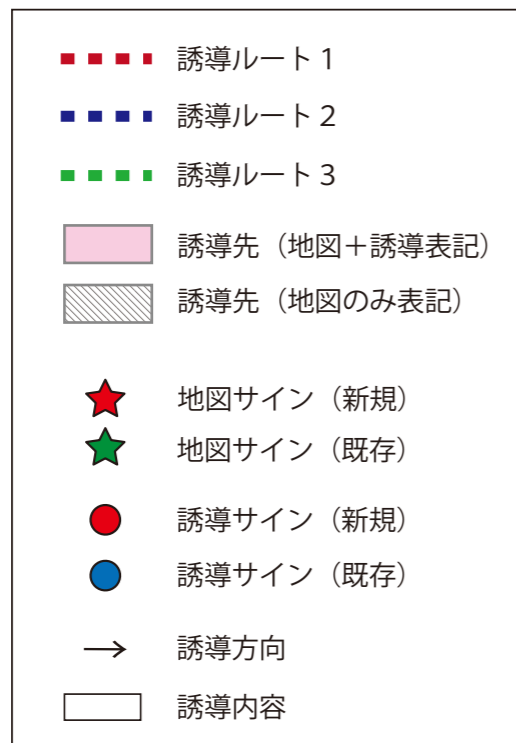 誘導ルート1
誘導ルート2
誘導ルート3
誘導先（地図＋誘導表記）
誘導先（地図のみ表記）
地図サイン（新規）
地図サイン（既存）
誘導サイン（新規）
誘導サイン（既存）
誘導方向
誘導内容